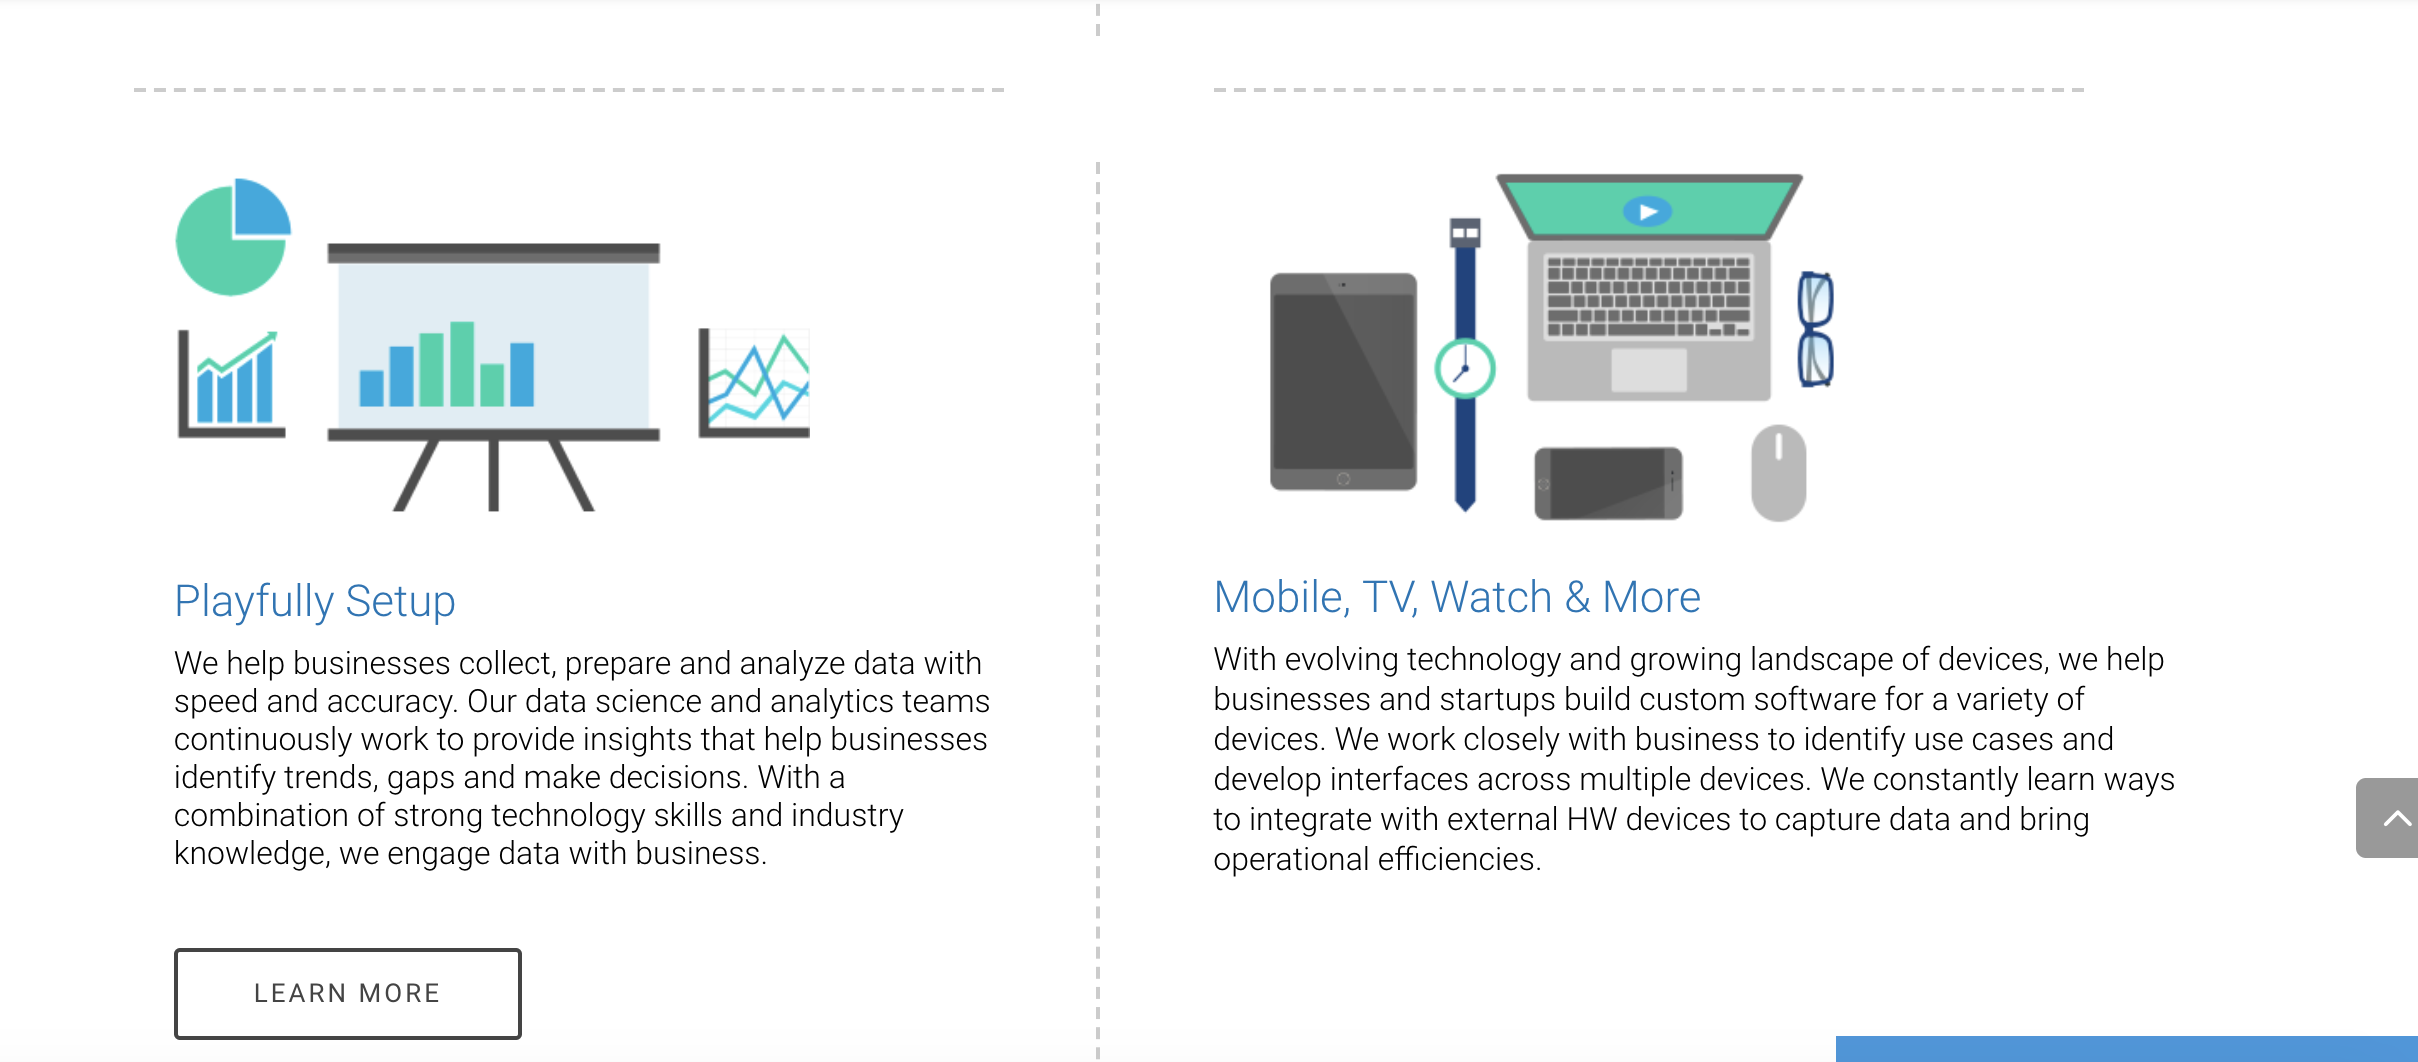 Playfully Setup
We help businesses collect, prepare and analyze data with
speed and accuracy. Our data science and analytics teams
continuously work to provide insights that help businesses
identify trends, gaps and make decisions. With a
combination of strong technology skills and industry
knowledge, we engage data with business.
LEARN MORE
Mobile, TV, Watch & More
With evolving technology and growing landscape of devices, we help
businesses and startups build custom software for a variety of
devices. We work closely with business to identify use cases and
develop interfaces across multiple devices. We constantly learn ways
to integrate with external HW devices to capture data and bring
operational efficiencies.